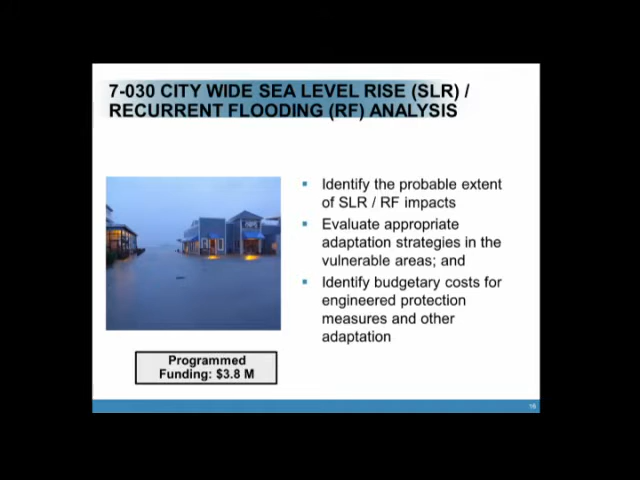 7-030 CITY WIDE SEA LEVEL RISE (SLR) /
RECURRENT FLOODING (RF) ANALYSIS
Identify the probable extent
of SLR / RF impacts
Evaluate appropriate
adaptation strategies in the
vulnerable areas; and
Identify budgetary costs for
engineered protection
measures and other
adaptation
Programmed
Funding: $3.8 M